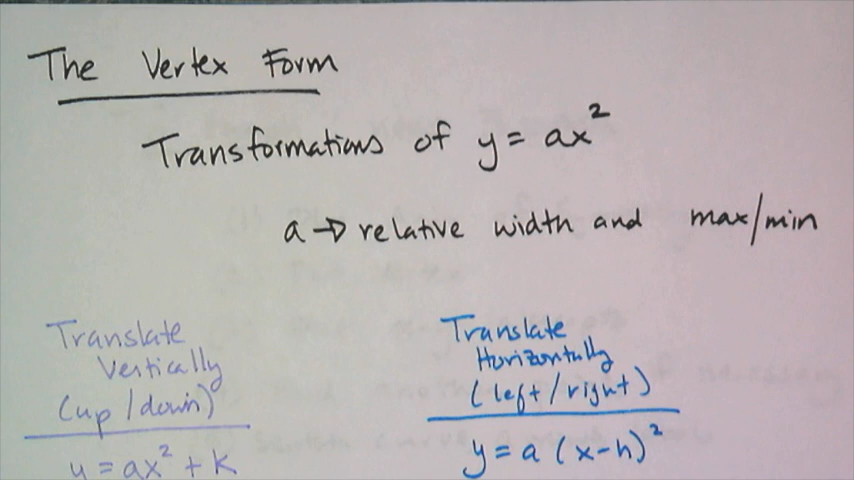 The Vertex Form
Transformations of y = ax²
a → relative width and max/min
Translate
Vertically
(up/down)
y = ax² + k
Translate
Horizontally
(left/right)
y = a (x-h)²